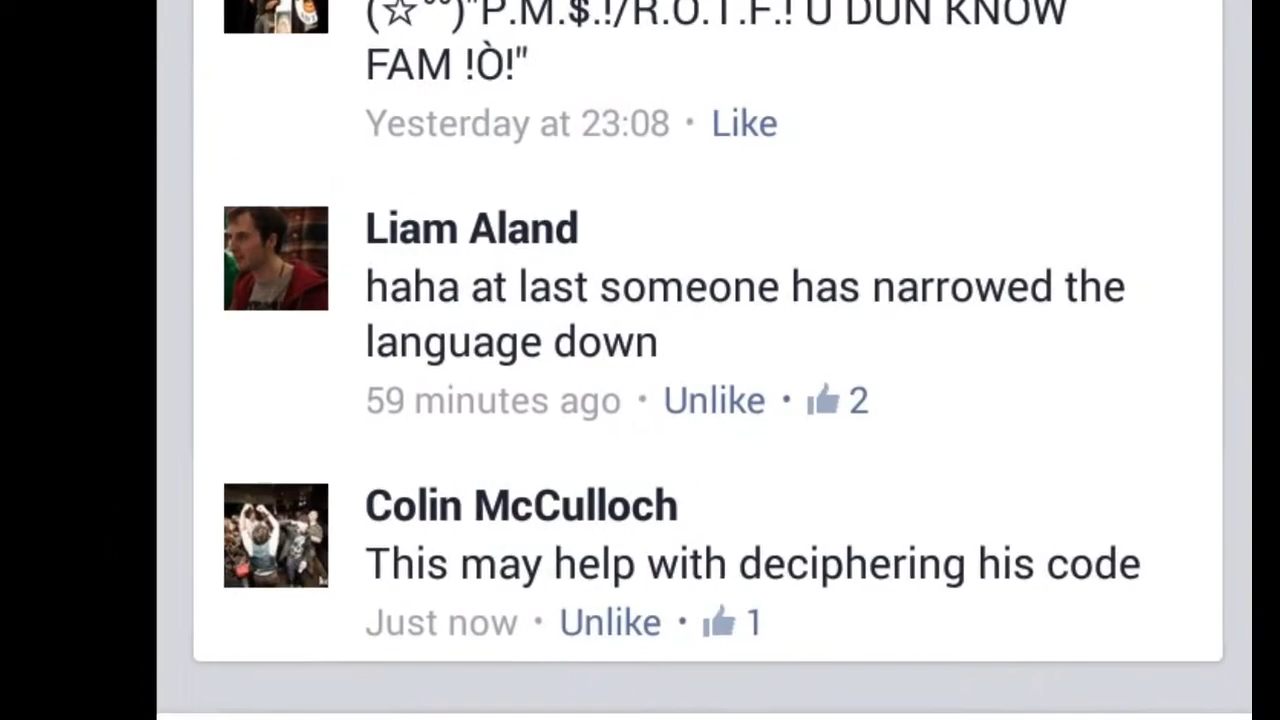 (☆°°)"P.M.$.!/R.O.T.F.! U DUN KNOW
FAM !Ò!"
Yesterday at 23:08 • Like
Liam Aland
haha at last someone has narrowed the
language down
59 minutes ago • Unlike • 2
Colin McCulloch
This may help with deciphering his code
Just now • Unlike • 1